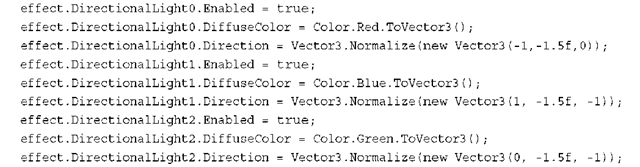 effect.DirectionalLight0.Enabled = true;
effect.DirectionalLight0.DiffuseColor = Color.Red.ToVector3();
effect.DirectionalLight0.Direction = Vector3.Normalize(new Vector3(-1,-1.5f,0));
effect.DirectionalLight1.Enabled = true;
effect.DirectionalLight1.DiffuseColor = Color.Blue.ToVector3();
effect.DirectionalLight1.Direction = Vector3.Normalize(new Vector3(1, -1.5f, -1));
effect.DirectionalLight2.Enabled = true;
effect.DirectionalLight2.DiffuseColor = Color.Green.ToVector3();
effect.DirectionalLight2.Direction = Vector3.Normalize(new Vector3(0, -1.5f, -1));